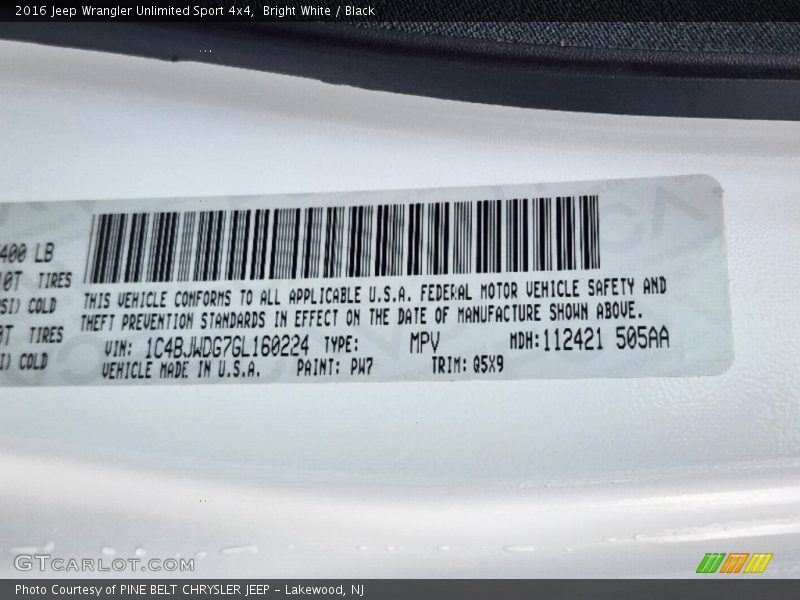 2016 Jeep Wrangler Unlimited Sport 4x4, Bright White / Black
400 LB
TIRES
COLD
TIRES
COLD
THIS VEHICLE CONFORMS TO ALL APPLICABLE U.S.A. FEDERAL MOTOR VEHICLE SAFETY AND
THEFT PREVENTION STANDARDS IN EFFECT ON THE DATE OF MANUFACTURE SHOWN ABOVE.
VIN: 1C4BJWDG7GL160224 TYPE: MPV MDH:112421 505AA
VEHICLE MADE IN U.S.A. PAINT: PW7 TRIM: Q5X9
GTCARLOT.COM
Photo Courtesy of PINE BELT CHRYSLER JEEP - Lakewood, NJ